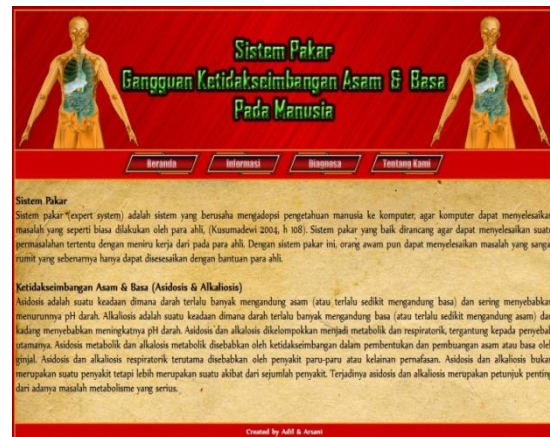 Sistem Pakar
Gangguan Ketidakseimbangan Asam & Basa
Pada Manusia
Beranda
Informasi
Diagnosa
Tentang Kami
Sistem Pakar
Sistem pakar (expert system) adalah sistem yang berusaha mengadopsi pengetahuan manusia ke komputer, agar komputer dapat menyelesaikan
masalah yang seperti biasa dilakukan oleh para ahli, (Kusumadewi 2004, h 108). Sistem pakar yang baik dirancang agar dapat menyelesaikan suatu
permasalahan tertentu dengan meniru kerja dari pada para ahli. Dengan sistem pakar ini, orang awam pun dapat menyelesaikan masalah yang sanga
rumit yang sebenarnya hanya dapat disesesaikan dengan bantuan para ahli.
Ketidakseimbangan Asam & Basa (Asidosis & Alkaliosis)
Asidosis adalah suatu keadaan dimana darah terlalu banyak mengandung asam (atau terlalu sedikit mengandung basa) dan sering menyebabkan
menurunnya pH darah. Alkaliosis adalah suatu keadaan dimana darah terlalu banyak mengandung basa (atau terlalu sedikit mengandung asam) dan
kadang menyebabkan meningkatnya pH darah. Asidosis dan alkalosis dikelompokkan menjadi metabolik dan respiratorik, tergantung kepada penyebab
utamanya. Asidosis metabolik dan alkalosis metabolik disebabkan oleh ketidakseimbangan dalam pembentukan dan pembuangan asam atau basa oleh
ginjal. Asidosis dan alkaliosis respiratorik terutama disebabkan oleh penyakit paru-paru atau kelainan pernafasan. Asidosis dan alkaliosis bukan
merupakan suatu penyakit tetapi lebih merupakan suatu akibat dari sejumlah penyakit. Terjadinya asidosis dan alkaliosis merupakan petunjuk penting
dari adanya masalah metabolisme yang serius.
Created by Adil & Arsani